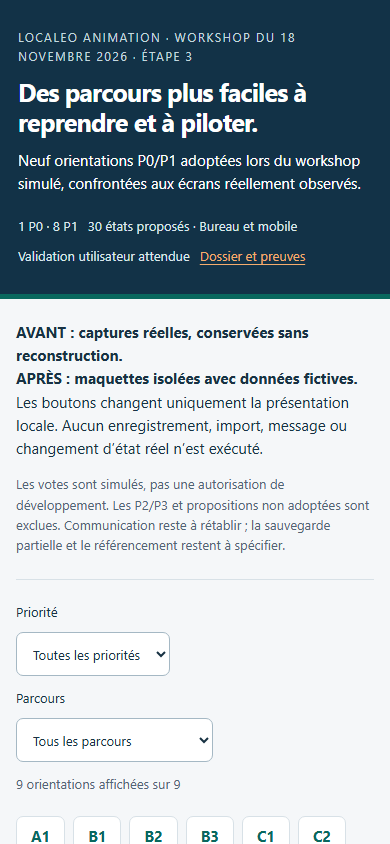 LOCALEO ANIMATION · WORKSHOP DU 18
NOVEMBRE 2026 · ÉTAPE 3
Des parcours plus faciles à
reprendre et à piloter.
Neuf orientations P0/P1 adoptées lors du workshop
simulé, confrontées aux écrans réellement observés.
1 P0 · 8 P1 30 états proposés · Bureau et mobile
Validation utilisateur attendue Dossier et preuves
AVANT : captures réelles, conservées sans
reconstruction.
APRÈS : maquettes isolées avec données fictives.
Les boutons changent uniquement la présentation
locale. Aucun enregistrement, import, message ou
changement d’état réel n’est exécuté.
Les votes sont simulés, pas une autorisation de
développement. Les P2/P3 et propositions non adoptées sont
exclues. Communication reste à rétablir ; la sauvegarde
partielle et le référencement restent à spécifier.
Priorité
Toutes les priorités
Parcours
Tous les parcours
9 orientations affichées sur 9
A1 B1 B2 B3 C1 C2